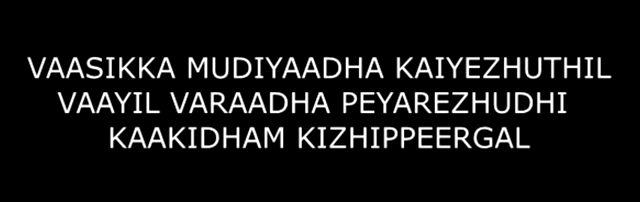 VAASIKKA MUDIYAADHA KAIYEZHUTHIL
VAAYIL VARAADHA PEYAREZHUDHI
KAAKIDHAM KIZHIPPEERGAL